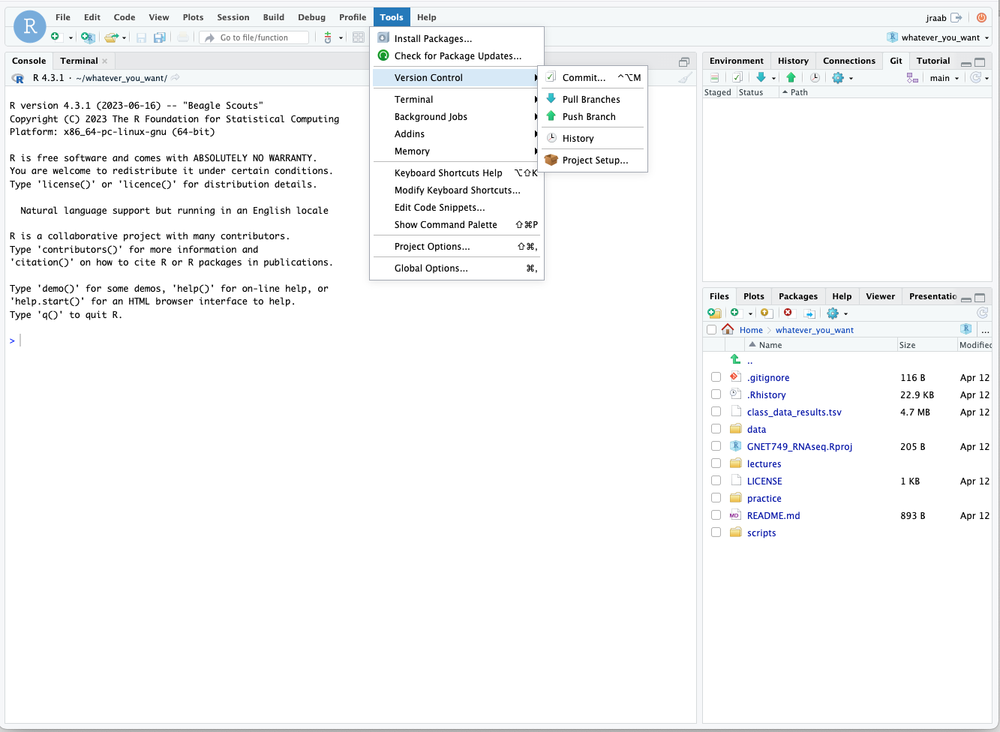 R
File Edit Code View Plots Session Build Debug Profile Tools Help
jraab
Go to file/function
whatever_you_want
Install Packages...
Check for Package Updates...
Version Control
Terminal
Background Jobs
Addins
Memory
Keyboard Shortcuts Help ⌥⇧K
Modify Keyboard Shortcuts...
Edit Code Snippets...
Show Command Palette ⇧⌘P
Project Options... ⇧⌘,
Global Options... ⌘,
Commit... ^⌥M
Pull Branches
Push Branch
History
Project Setup...
Console Terminal
R 4.3.1 · ~/whatever_you_want/
R version 4.3.1 (2023-06-16) -- "Beagle Scouts"
Copyright (C) 2023 The R Foundation for Statistical Computing
Platform: x86_64-pc-linux-gnu (64-bit)
R is free software and comes with ABSOLUTELY NO WARRANTY.
You are welcome to redistribute it under certain conditions.
Type 'license()' or 'licence()' for distribution details.
Natural language support but running in an English locale
R is a collaborative project with many contributors.
Type 'contributors()' for more information and
'citation()' on how to cite R or R packages in publications.
Type 'demo()' for some demos, 'help()' for on-line help, or
'help.start()' for an HTML browser interface to help.
Type 'q()' to quit R.
>
Environment History Connections Git Tutorial
main
Staged Status Path
Files Plots Packages Help Viewer Presentatio
Home whatever_you_want ...
Name Size Modified
..
.gitignore 116 B Apr 12
.Rhistory 22.9 KB Apr 12
class_data_results.tsv 4.7 MB Apr 12
data
GNET749_RNAseq.Rproj 205 B Apr 12
lectures
LICENSE 1 KB Apr 12
practice
README.md 893 B Apr 12
scripts